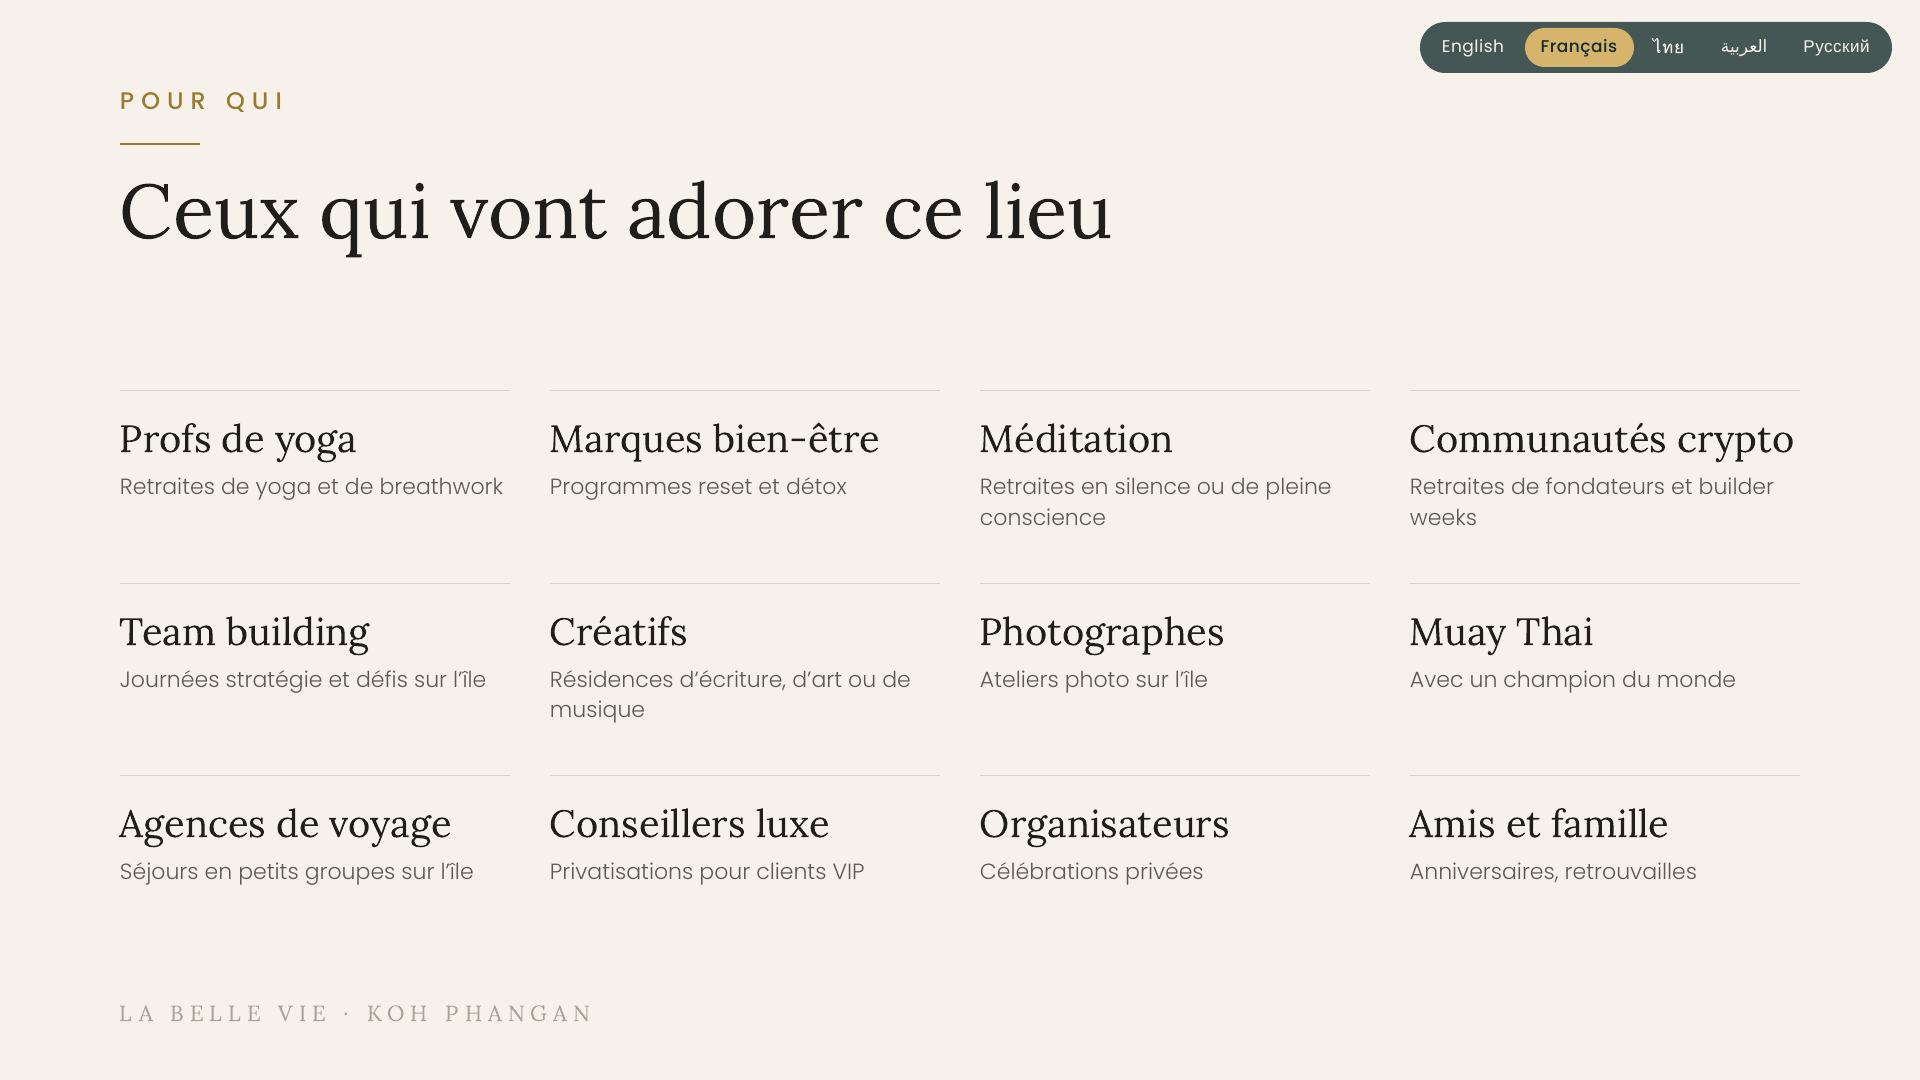 English Français ไทย العربية Русский
POUR QUI
Ceux qui vont adorer ce lieu
Profs de yoga
Retraites de yoga et de breathwork
Marques bien-être
Programmes reset et détox
Méditation
Retraites en silence ou de pleine
conscience
Communautés crypto
Retraites de fondateurs et builder
weeks
Team building
Journées stratégie et défis sur l’île
Créatifs
Résidences d’écriture, d’art ou de
musique
Photographes
Ateliers photo sur l’île
Muay Thai
Avec un champion du monde
Agences de voyage
Séjours en petits groupes sur l’île
Conseillers luxe
Privatisations pour clients VIP
Organisateurs
Célébrations privées
Amis et famille
Anniversaires, retrouvailles
LA BELLE VIE · KOH PHANGAN